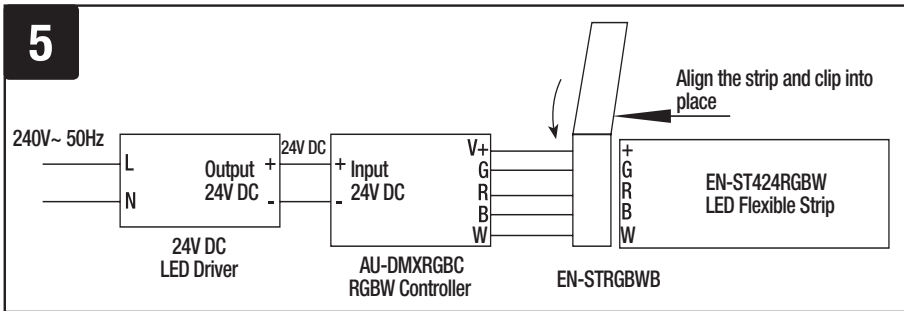 5
Align the strip and clip into
place
240V~ 50Hz
L
N
Output
24V DC
+
-
24V DC
LED Driver
24V DC
+
-
Input
24V DC
V+
G
R
B
W
AU-DMXRGBC
RGBW Controller
EN-STRGBWB
+
G
R
B
W
EN-ST424RGBW
LED Flexible Strip